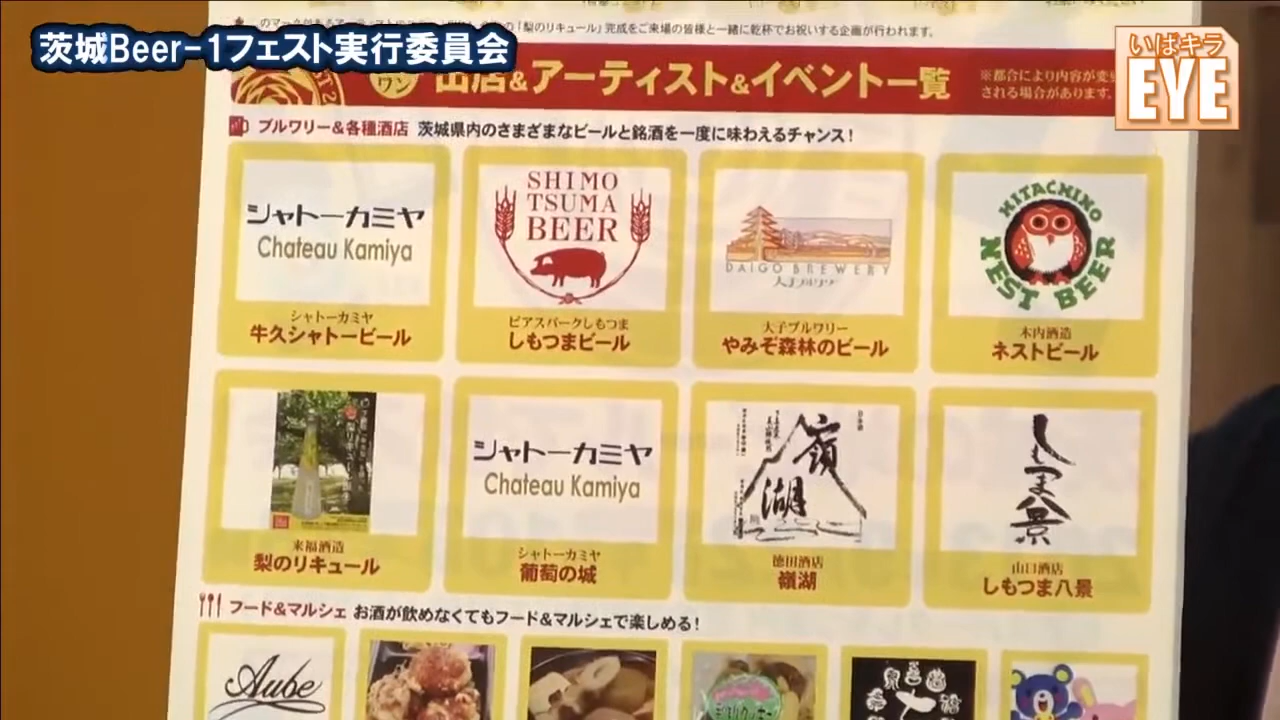 「梨のリキュール」完成をご来場の皆様と一緒に乾杯でお祝いする企画が行われます。
茨城Beer-1フェスト実行委員会
いばキラ
EYE
出店&アーティスト&イベント一覧
※都合により内容が変更
される場合があります。
ブルワリー&各種酒店 茨城県内のさまざまなビールと銘酒を一度に味わえるチャンス!
シャトーカミヤ
Chateau Kamiya
シャトーカミヤ
牛久シャトービール
SHIMO
TSUMA
BEER
ビアスパークしもつま
しもつまビール
DAIGO BREWERY
大子ブルワリー
大子ブルワリー
やみぞ森林のビール
HITACHINO
NEST BEER
木内酒造
ネストビール
来福酒造
梨のリキュール
シャトーカミヤ
Chateau Kamiya
シャトーカミヤ
葡萄の城
嶺湖
徳田酒店
嶺湖
しもつま八景
山口酒店
しもつま八景
フード&マルシェ お酒が飲めなくてもフード&マルシェで楽しめる!
Aube